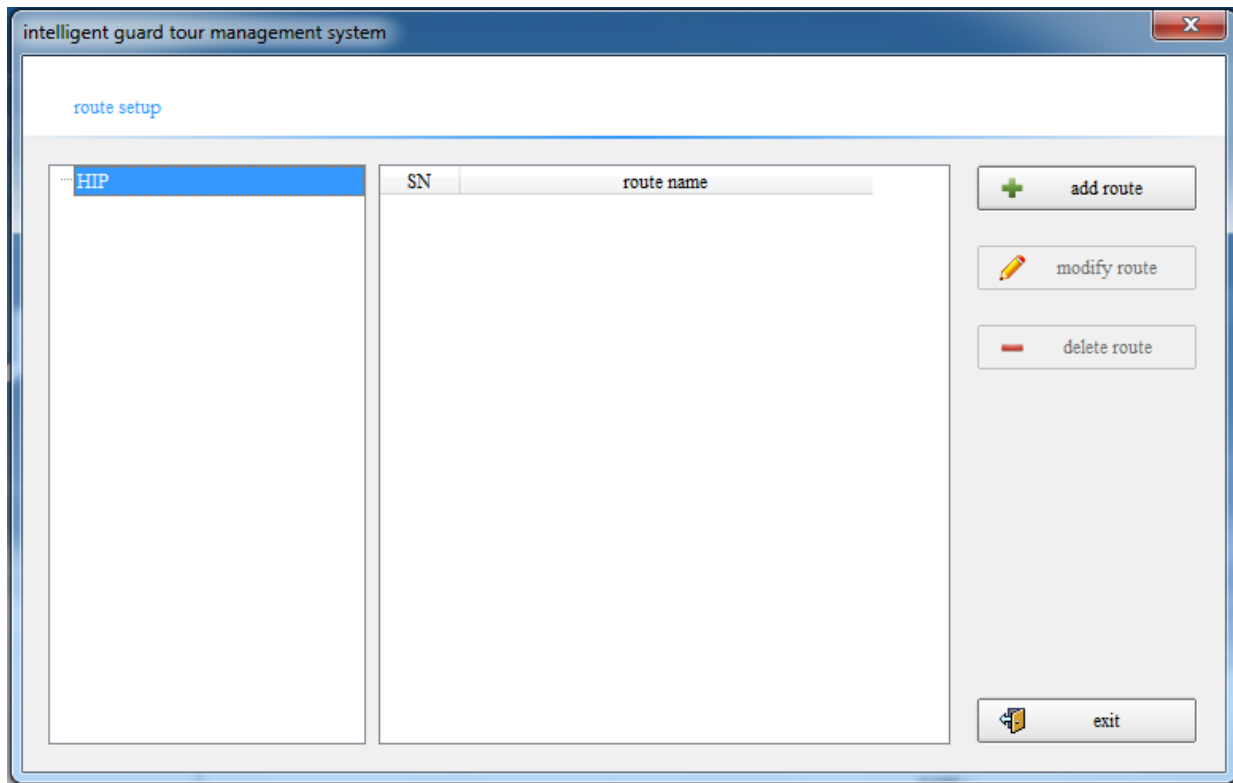 intelligent guard tour management system
route setup
HIP
SN route name
add route
modify route
delete route
exit